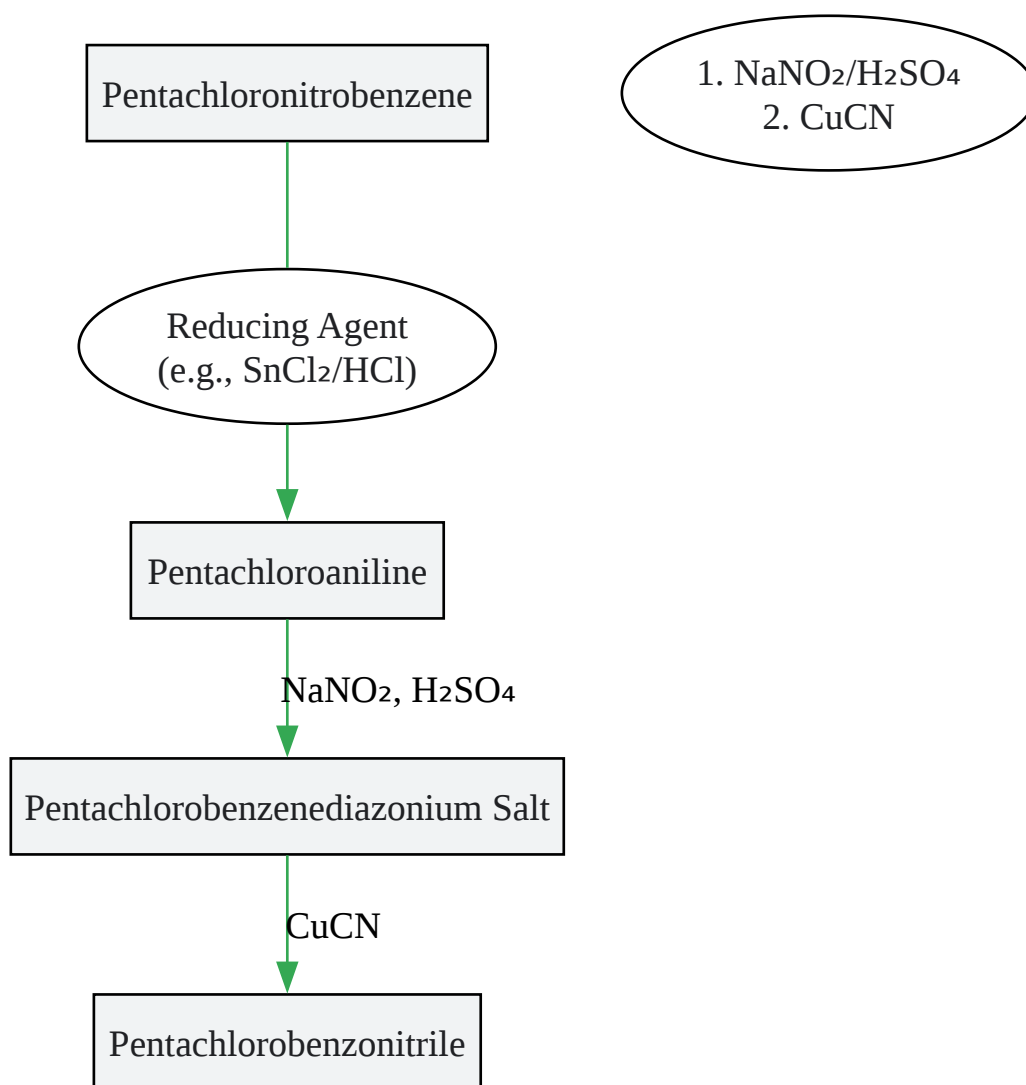 Pentachloronitrobenzene
1. NaNO₂/H₂SO₄
2. CuCN
Reducing Agent
(e.g., SnCl₂/HCl)
Pentachloroaniline
NaNO₂, H₂SO₄
Pentachlorobenzenediazonium Salt
CuCN
Pentachlorobenzonitrile